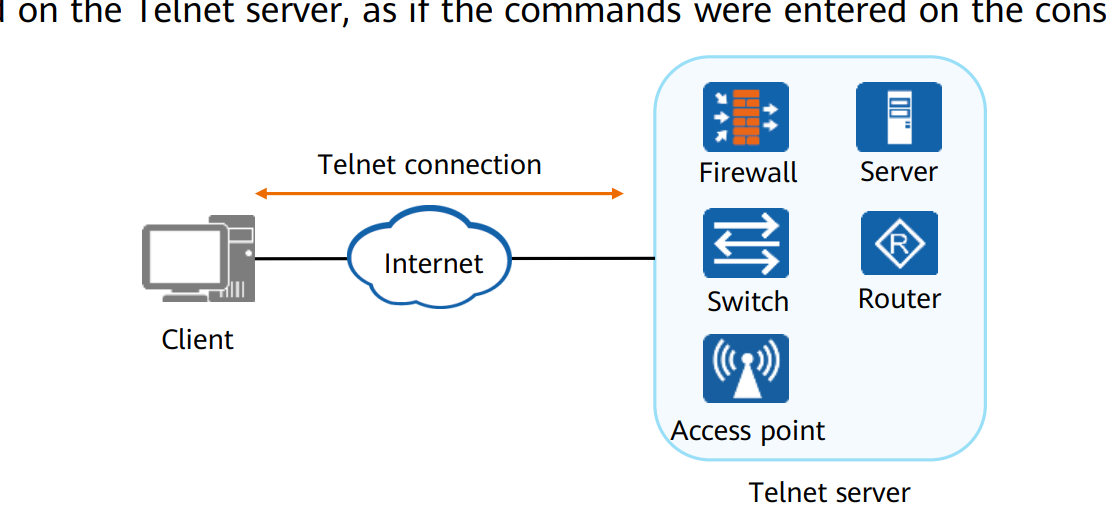 on the Telnet server, as if the commands were entered on the cons
Telnet connection
Firewall
Server
Internet
Switch
Router
Client
Access point
Telnet server
R